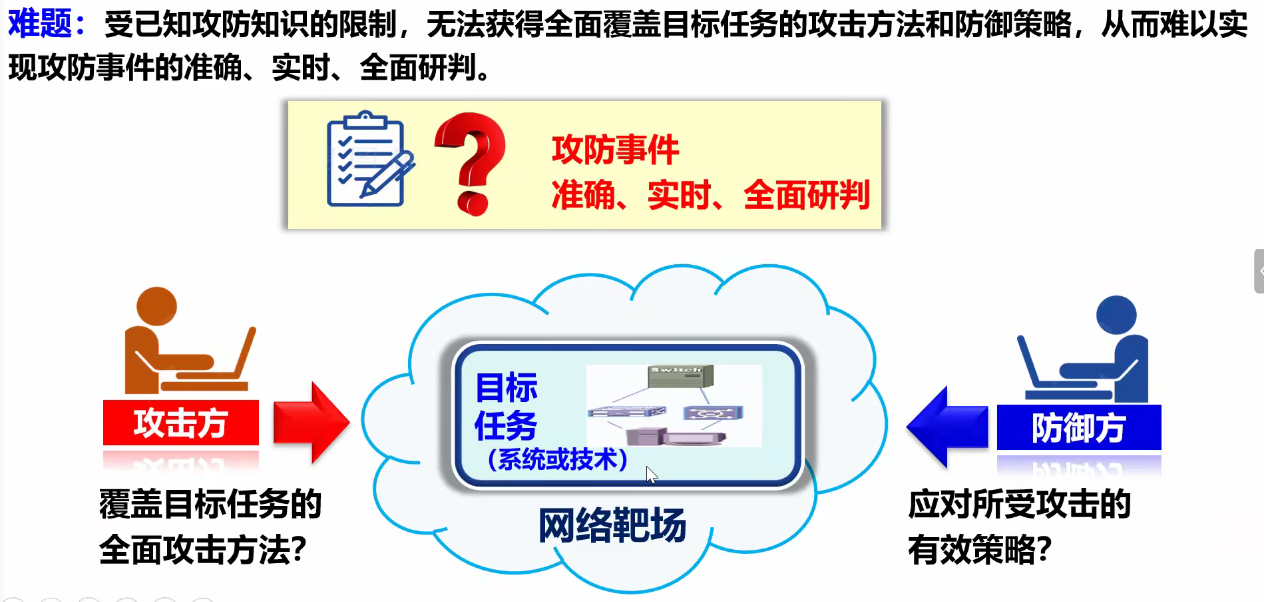 难题：受已知攻防知识的限制，无法获得全面覆盖目标任务的攻击方法和防御策略，从而难以实
现攻防事件的准确、实时、全面研判。
攻防事件
准确、实时、全面研判
攻击方
覆盖目标任务的
全面攻击方法？
目标
任务
（系统或技术）
Switch
网络靶场
防御方
应对所受攻击的
有效策略？